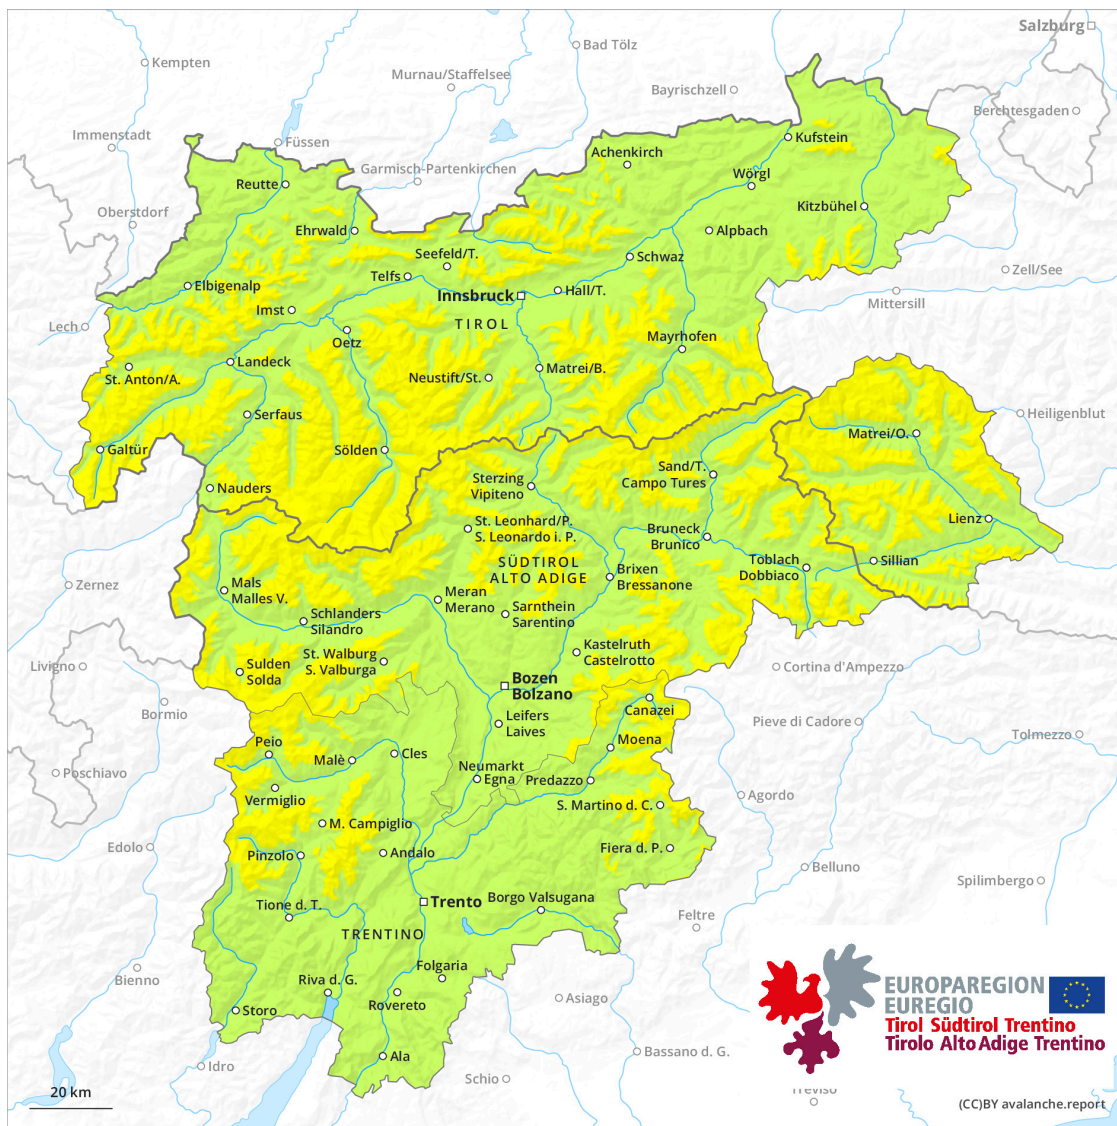 Salzburg
Bad Tölz
Kempten
Murnau/Staffelsee
Bayrischzell
Berchtesgaden
Immenstadt
Füssen
Kufstein
Achenkirch
Garmisch-Partenkirchen
Wörgl
Reutte
Oberstdorf
Kitzbühel
Ehrwald
Alpbach
Seefeld/T.
Schwaz
Zell/See
Telfs
Elbigenalp
Innsbruck
Hall/T.
Mittersill
Imst
Lech
TIROL
Oetz
Mayrhofen
Landeck
St. Anton/A.
Neustift/St.
Matrei/B.
Serfaus
Heiligenblut
Matrei/O.
Galtür
Sölden
Sterzing
Vipiteno
Sand/T.
Campo Tures
Nauders
Lienz
St. Leonhard/P.
S. Leonardo i. P.
Bruneck
Brunico
SÜDTIROL
ALTO ADIGE
Toblach
Dobbiaco
Sillian
Zernez
Mals
Malles V.
Brixen
Bressanone
Meran
Merano
Schlanders
Silandro
Sarnthein
Sarentino
Livigno
Sulden
Solda
St. Walburg
S. Valburga
Kastelruth
Castelrotto
Cortina d'Ampezzo
Bozen
Bolzano
Bormio
Canazei
Leifers
Laives
Pieve di Cadore
Tolmezzo
Peio
Moena
Malè
Cles
Poschiavo
Neumarkt
Egna
Predazzo
Vermiglio
S. Martino d. C.
Agordo
M. Campiglio
Edolo
Pinzolo
Andalo
Fiera d. P.
Belluno
Spilimbergo
Tione d. T.
Trento
Borgo Valsugana
Feltre
TRENTINO
Bienno
Riva d. G.
Folgaria
EUROPAREGION
EUREGIO
Tirol Südtirol Trentino
Tirolo Alto Adige Trentino
Storo
Rovereto
Asiago
Ala
Bassano d. G.
Idro
Schio
Treviso
20 km
(CC)BY avalanche.report